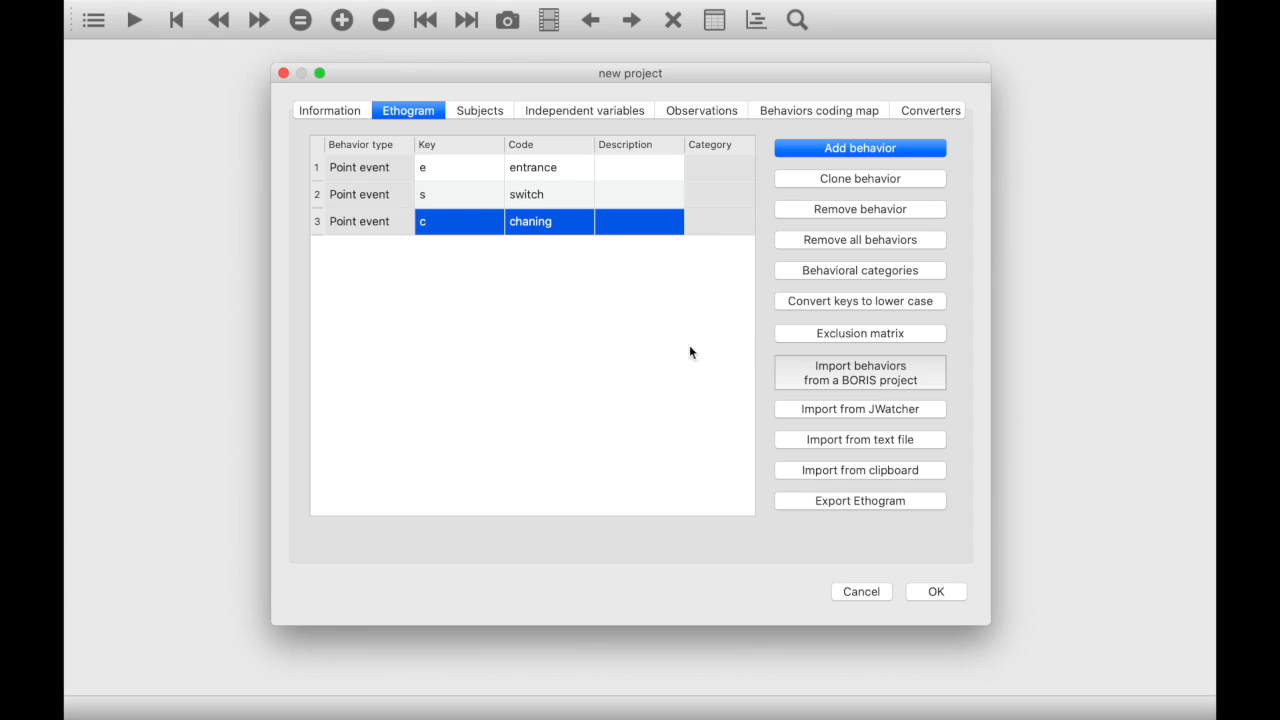 new project
Information Ethogram Subjects Independent variables Observations Behaviors coding map Converters
Behavior type Key Code Description Category
1 Point event e entrance
2 Point event s switch
3 Point event c chaning
Add behavior
Clone behavior
Remove behavior
Remove all behaviors
Behavioral categories
Convert keys to lower case
Exclusion matrix
Import behaviors
from a BORIS project
Import from JWatcher
Import from text file
Import from clipboard
Export Ethogram
Cancel OK